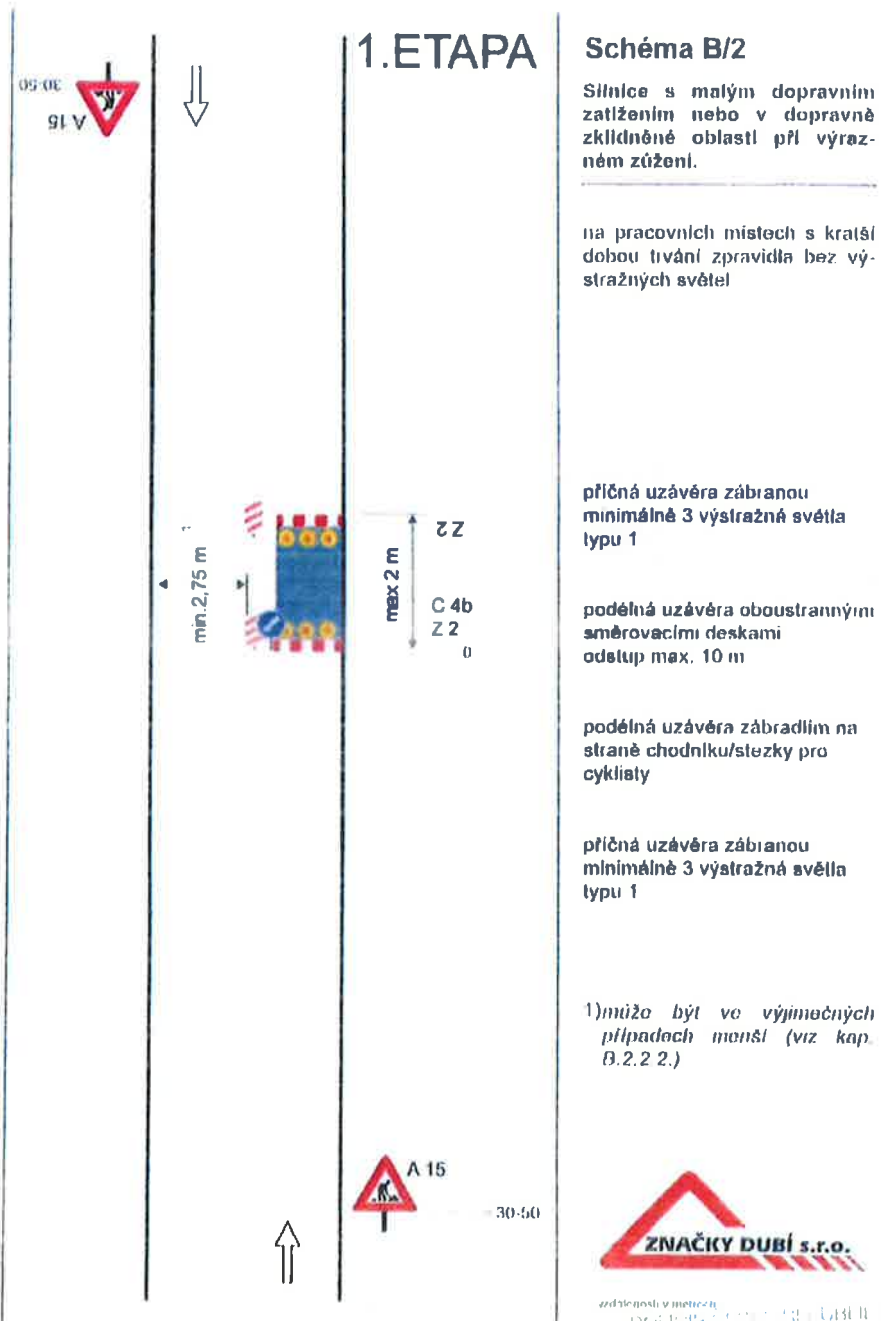 1.ETAPA
30-50
A 15
Schéma B/2
Silnice s malým dopravním
zatížením nebo v dopravně
zklidněné oblasti při výraz-
ném zúžení.
na pracovních místech s kratší
dobou trvání zpravidla bez vý-
stražných světel
příčná uzávěra zábranou
minimálně 3 výstražná světla
typu 1
podélná uzávěra oboustrannými
směrovacími deskami
odstup max. 10 m
podélná uzávěra zábradlím na
straně chodníku/stezky pro
cyklisty
příčná uzávěra zábranou
minimálně 3 výstražná světla
typu 1
1)může být ve výjimečných
případech menší (viz kap.
B.2.2.2.)
1
min.2,75 m
max 2 m
Z 2
C 4b
Z 2
0
A 15
30-50
ZNAČKY DUBÍ s.r.o.
vzdálenosti v metrech